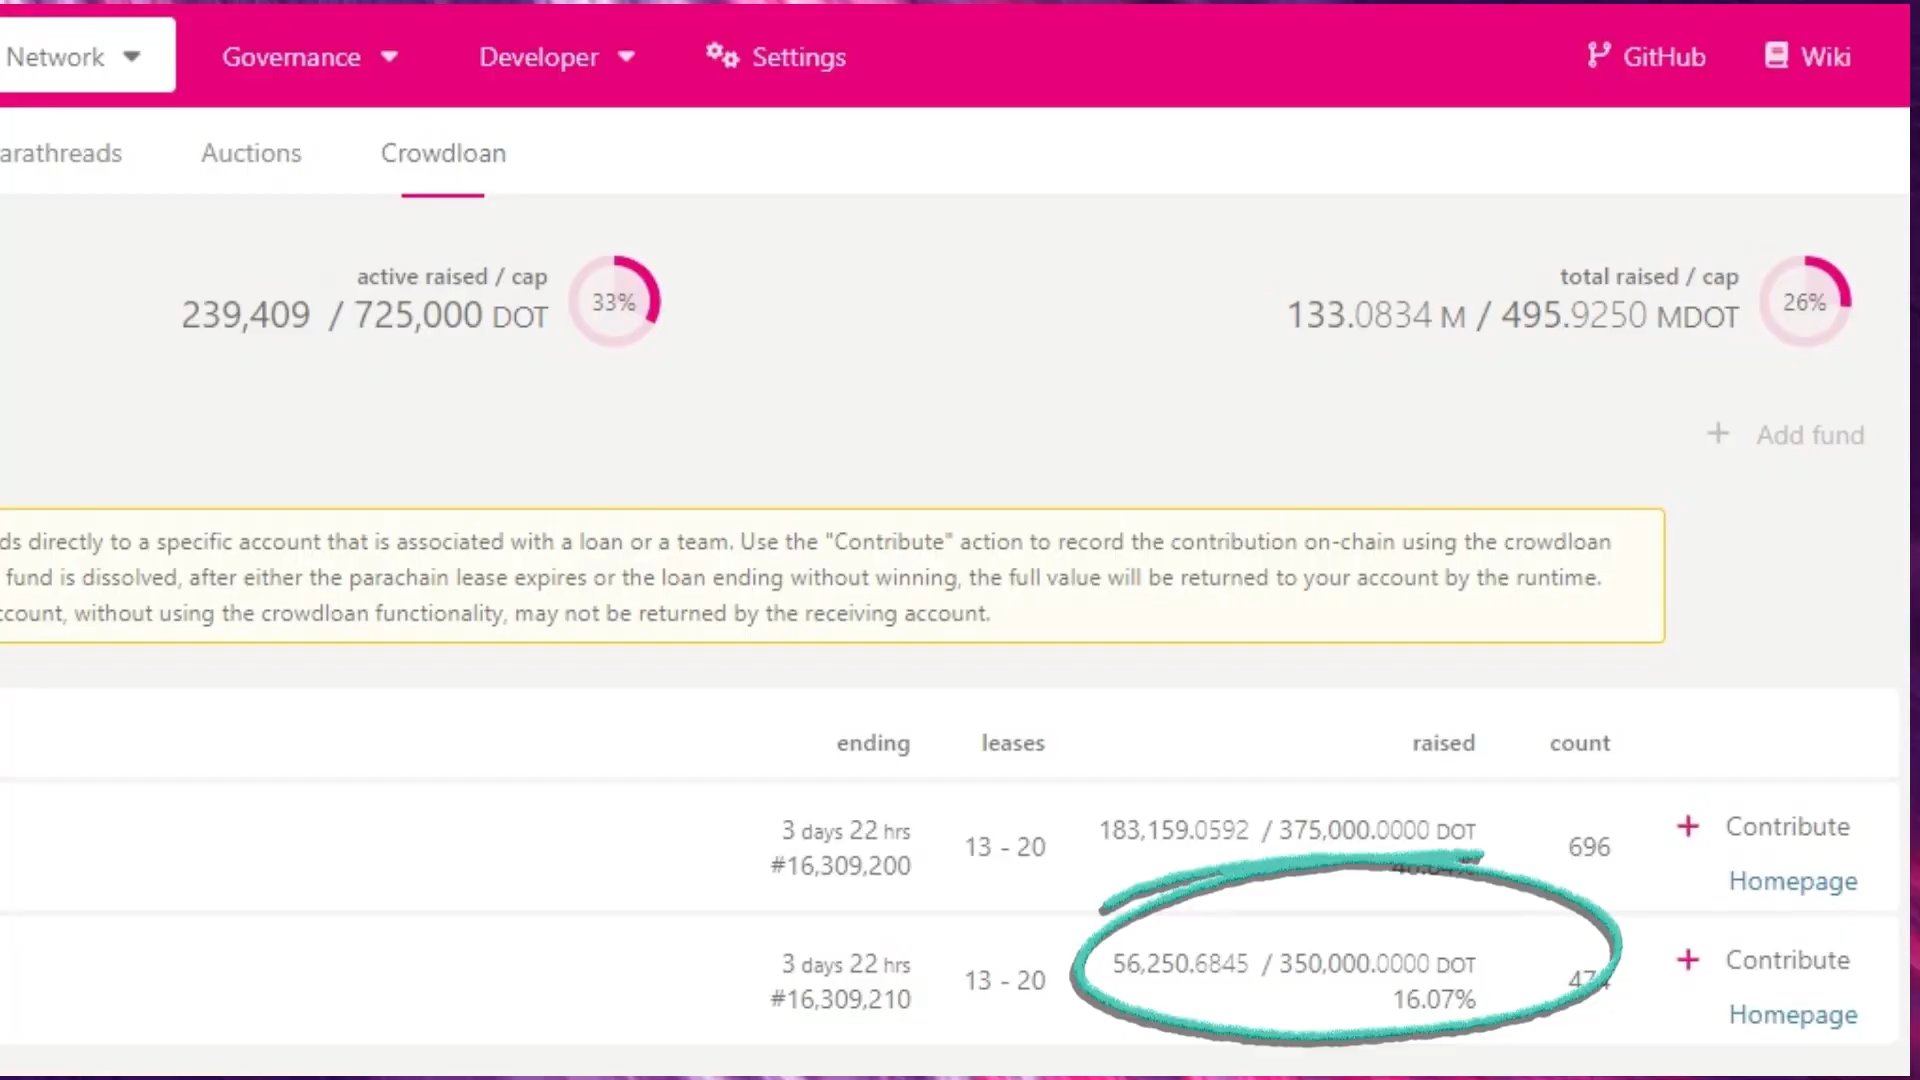 Network Governance Developer Settings GitHub Wiki
arathreads Auctions Crowdloan
active raised / cap
239,409 / 725,000 DOT
33%
total raised / cap
133.0834 M / 495.9250 MDOT
26%
+ Add fund
ds directly to a specific account that is associated with a loan or a team. Use the "Contribute" action to record the contribution on-chain using the crowdloan
fund is dissolved, after either the parachain lease expires or the loan ending without winning, the full value will be returned to your account by the runtime.
ccount, without using the crowdloan functionality, may not be returned by the receiving account.
ending leases raised count
3 days 22 hrs
#16,309,200
13 - 20
183,159.0592 / 375,000.0000 DOT
696
+ Contribute
Homepage
3 days 22 hrs
#16,309,210
13 - 20
56,250.6845 / 350,000.0000 DOT
16.07%
+ Contribute
Homepage